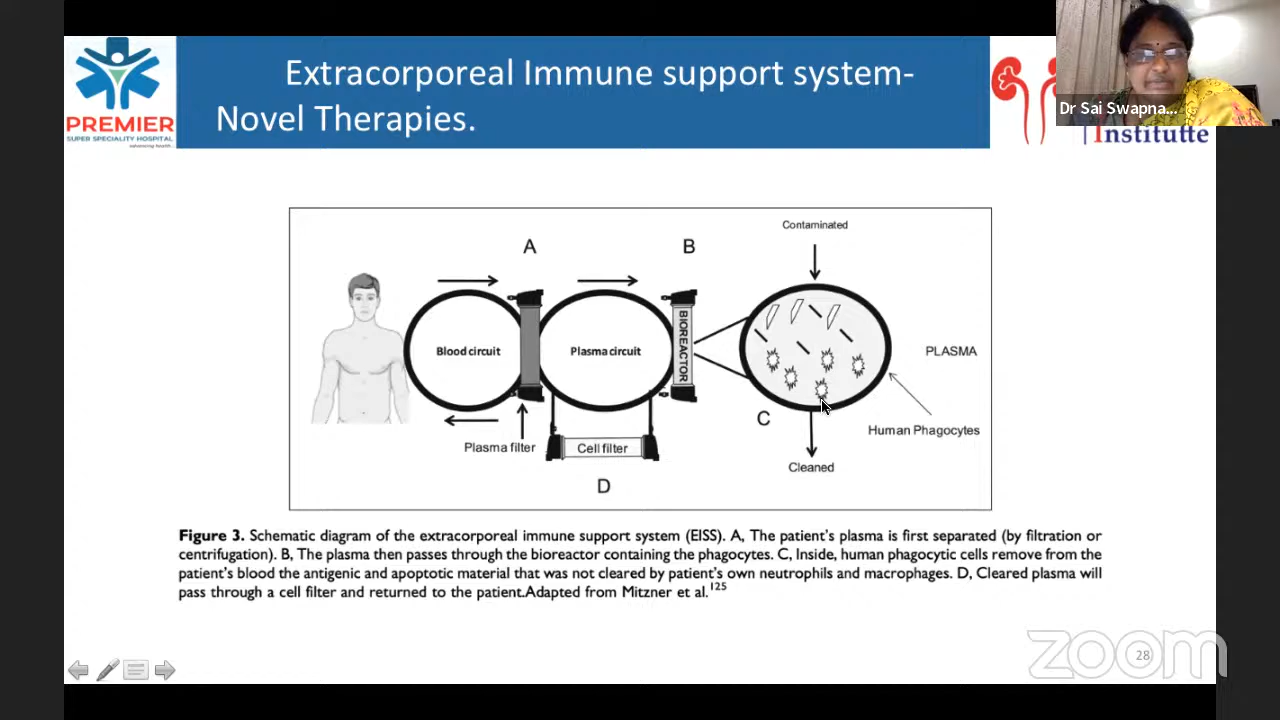 PREMIER
SUPER SPECIALITY HOSPITAL
advancing health..
Extracorporeal Immune support system-
Novel Therapies.
Dr Sai Swapna...
Institutte
A
B
Contaminated
Blood circuit
Plasma circuit
BIOREACTOR
PLASMA
C
Human Phagocytes
Plasma filter
Cell filter
Cleaned
D
Figure 3. Schematic diagram of the extracorporeal immune support system (EISS). A, The patient's plasma is first separated (by filtration or
centrifugation). B, The plasma then passes through the bioreactor containing the phagocytes. C, Inside, human phagocytic cells remove from the
patient's blood the antigenic and apoptotic material that was not cleared by patient's own neutrophils and macrophages. D, Cleared plasma will
pass through a cell filter and returned to the patient.Adapted from Mitzner et al.125
zoom
28